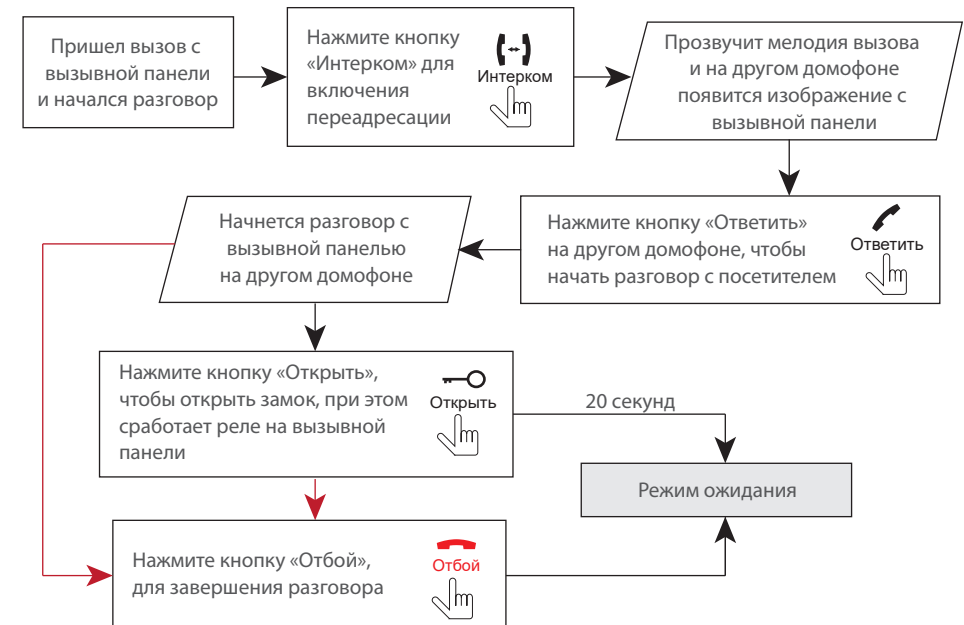 Пришел вызов с
вызывной панели
и начался разговор
Нажмите кнопку
«Интерком» для
включения
переадресации
Интерком
Прозвучит мелодия вызова
и на другом домофоне
появится изображение с
вызывной панели
Нажмите кнопку «Ответить»
на другом домофоне, чтобы
начать разговор с посетителем
Ответить
Начнется разговор с
вызывной панелью
на другом домофоне
Нажмите кнопку «Открыть»,
чтобы открыть замок, при этом
сработает реле на вызывной
панели
Открыть
20 секунд
Режим ожидания
Нажмите кнопку «Отбой»,
для завершения разговора
Отбой